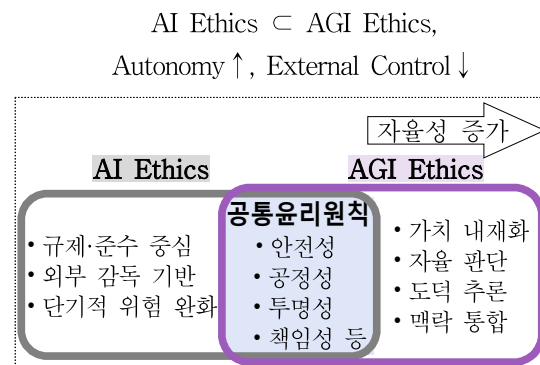 AI Ethics ⊂ AGI Ethics,
Autonomy↑, External Control↓
자율성 증가
AI Ethics
AGI Ethics
• 규제·준수 중심
• 외부 감독 기반
• 단기적 위험 완화
공통윤리원칙
• 안전성
• 공정성
• 투명성
• 책임성 등
• 가치 내재화
• 자율 판단
• 도덕 추론
• 맥락 통합